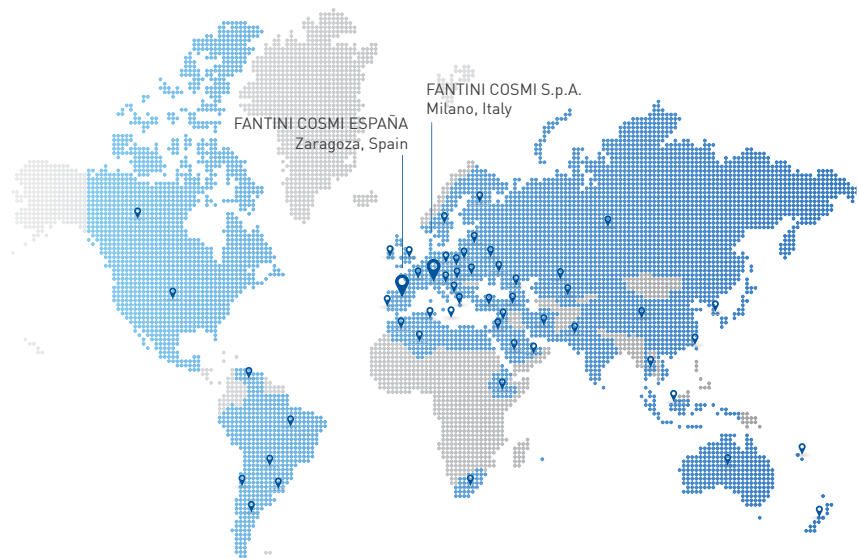 FANTINI COSMI S.p.A.
Milano, Italy
FANTINI COSMI ESPAÑA
Zaragoza, Spain